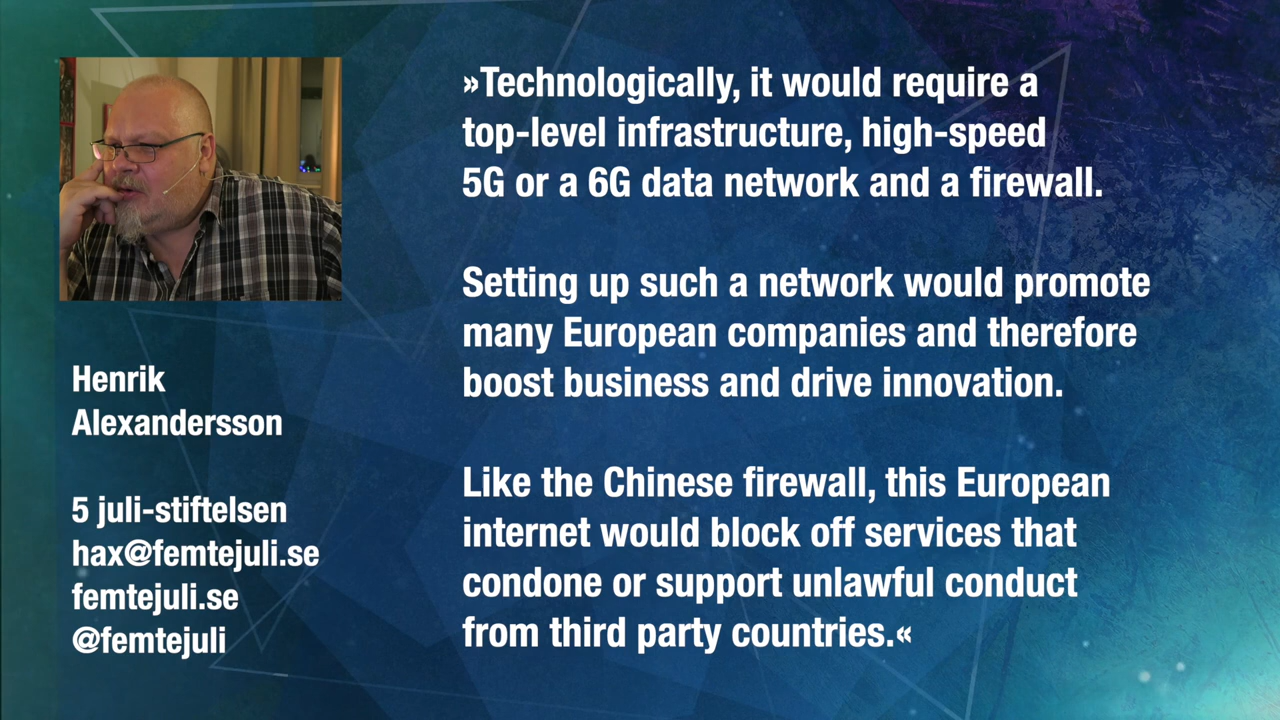 Henrik
Alexandersson
5 juli-stiftelsen
hax@femtejuli.se
femtejuli.se
@femtejuli
»Technologically, it would require a
top-level infrastructure, high-speed
5G or a 6G data network and a firewall.
Setting up such a network would promote
many European companies and therefore
boost business and drive innovation.
Like the Chinese firewall, this European
internet would block off services that
condone or support unlawful conduct
from third party countries.«